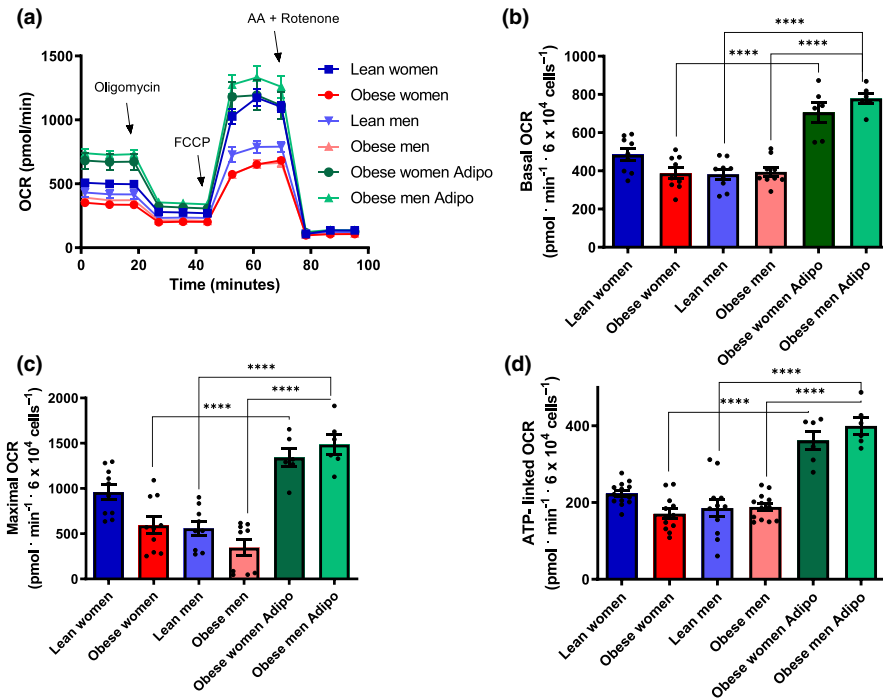 (a)
AA + Rotenone
1500
1000
500
0
OCR (pmol/min)
Oligomycin
FCCP
0 20 40 60 80 100
Time (minutes)
Lean women
Obese women
Lean men
Obese men
Obese women Adipo
Obese men Adipo
(b)
**** ****
****
1000
800
600
400
200
0
Basal OCR
(pmol · min⁻¹ · 6 x 10⁴ cells⁻¹)
Lean women
Obese women
Lean men
Obese men
Obese women Adipo
Obese men Adipo
(c)
****
****
****
2000
1500
1000
500
0
Maximal OCR
(pmol · min⁻¹ · 6 x 10⁴ cells⁻¹)
Lean women
Obese women
Lean men
Obese men
Obese women Adipo
Obese men Adipo
(d)
****
****
****
400
200
0
ATP- linked OCR
(pmol · min⁻¹ · 6 x 10⁴ cells⁻¹)
Lean women
Obese women
Lean men
Obese men
Obese women Adipo
Obese men Adipo